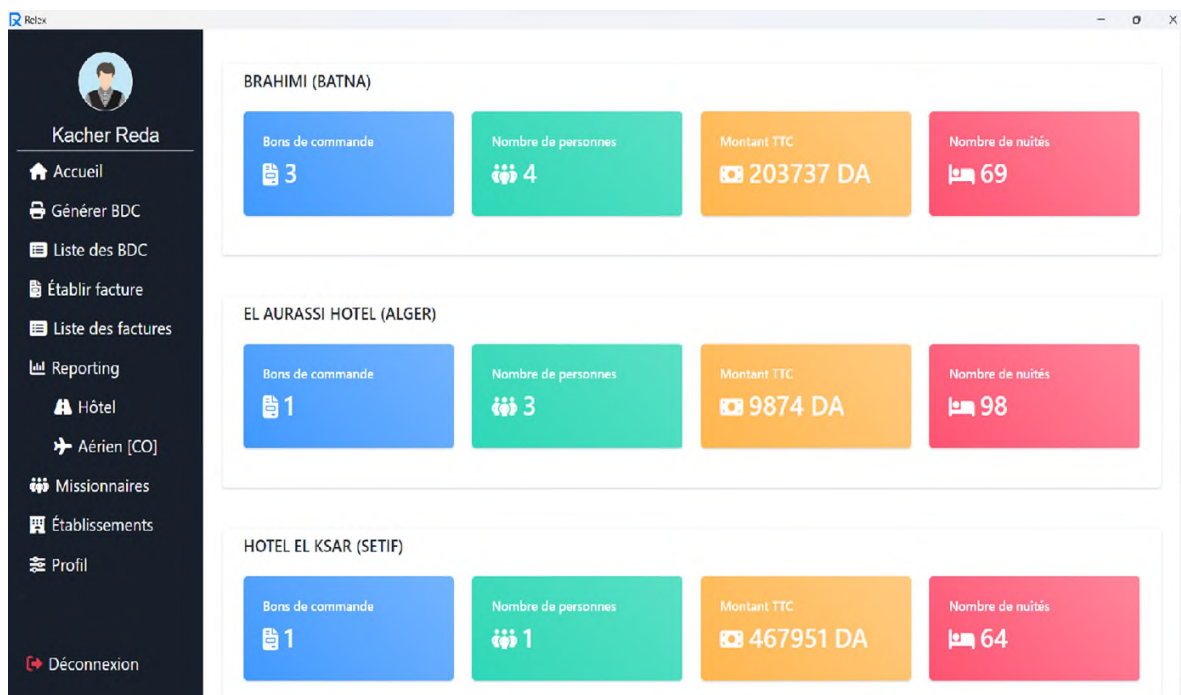 Relex
Kacher Reda
Accueil
Générer BDC
Liste des BDC
Établir facture
Liste des factures
Reporting
Hôtel
Aérien [CO]
Missionnaires
Établissements
Profil
Déconnexion
BRAHIMI (BATNA)
Bons de commande
3
Nombre de personnes
4
Montant TTC
203737 DA
Nombre de nuités
69
EL AURASSI HOTEL (ALGER)
Bons de commande
1
Nombre de personnes
3
Montant TTC
9874 DA
Nombre de nuités
98
HOTEL EL KSAR (SETIF)
Bons de commande
1
Nombre de personnes
1
Montant TTC
467951 DA
Nombre de nuités
64